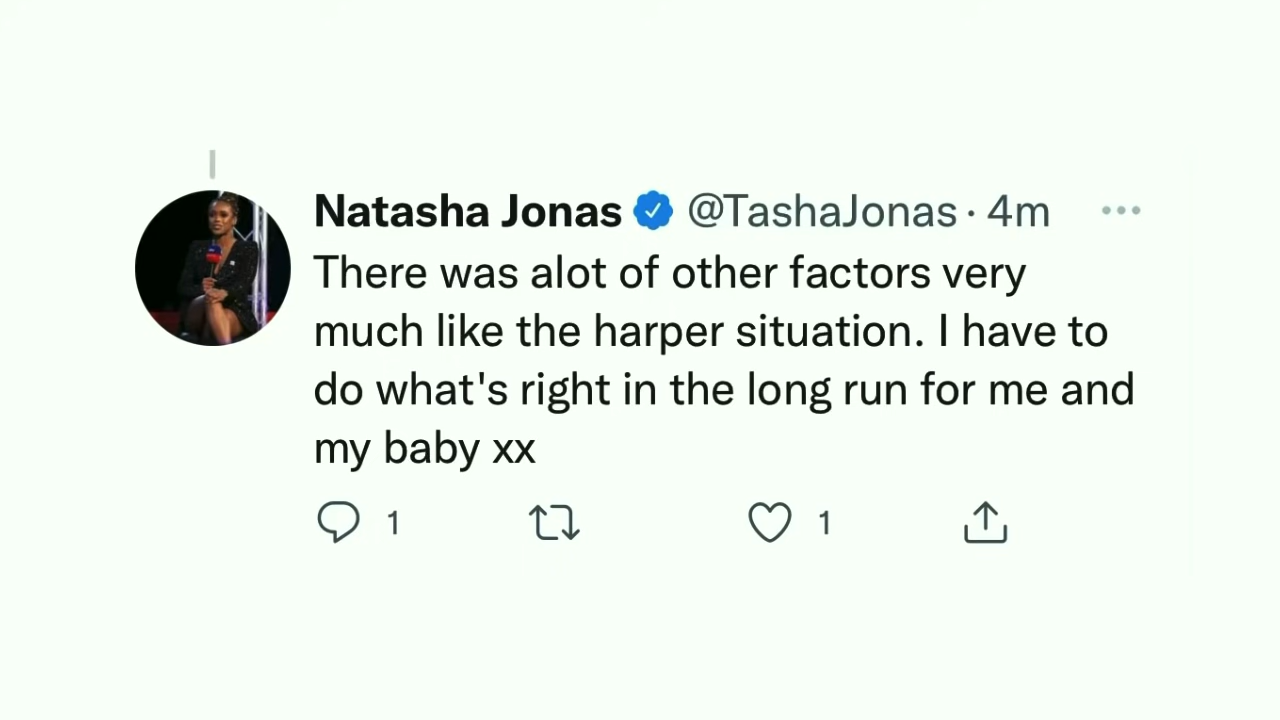 Natasha Jonas @TashaJonas · 4m
There was alot of other factors very
much like the harper situation. I have to
do what's right in the long run for me and
my baby xx
1 1